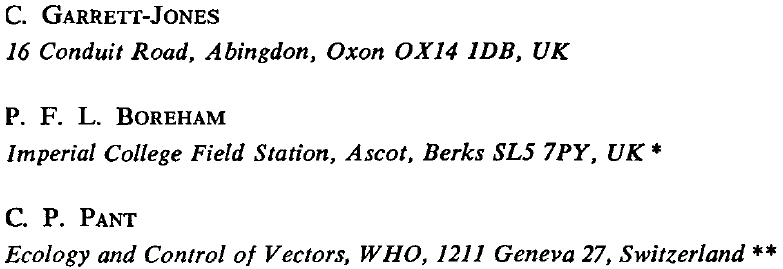 C. GARRETT-JONES
16 Conduit Road, Abingdon, Oxon OX14 1DB, UK
P. F. L. BOREHAM
Imperial College Field Station, Ascot, Berks SL5 7PY, UK *
C. P. PANT
Ecology and Control of Vectors, WHO, 1211 Geneva 27, Switzerland **